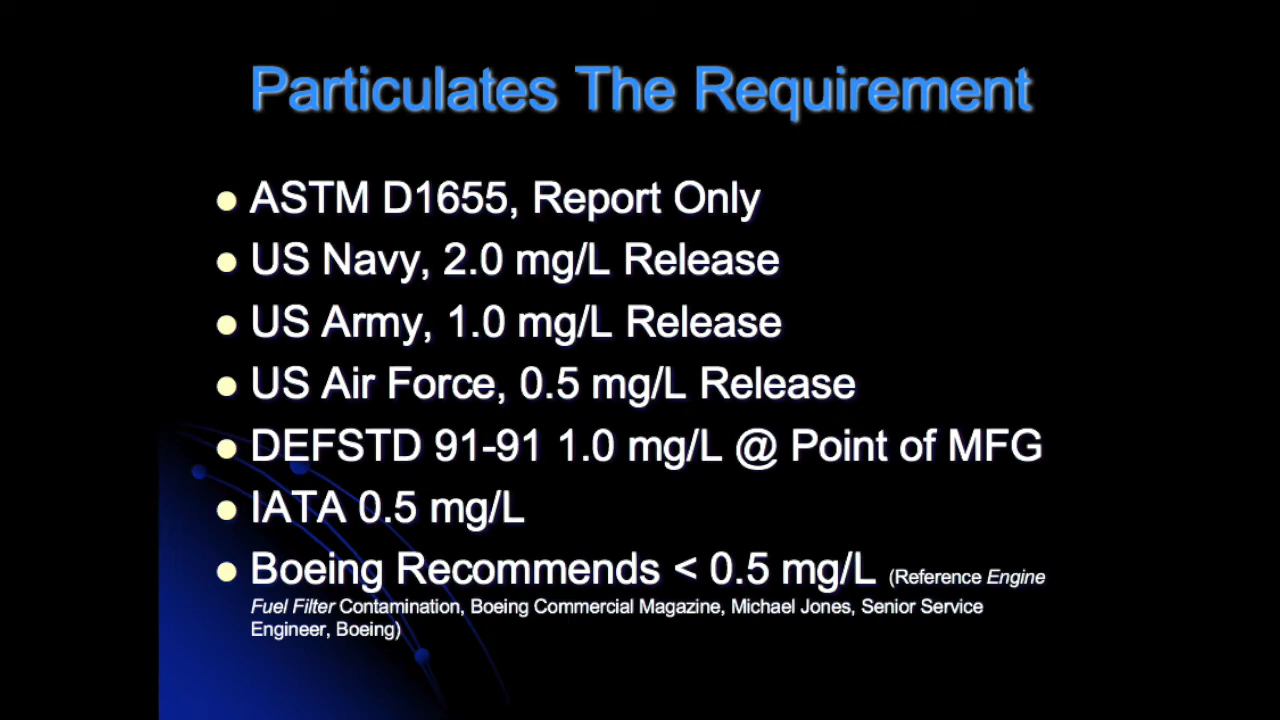 Particulates The Requirement
ASTM D1655, Report Only
US Navy, 2.0 mg/L Release
US Army, 1.0 mg/L Release
US Air Force, 0.5 mg/L Release
DEFSTD 91-91 1.0 mg/L @ Point of MFG
IATA 0.5 mg/L
Boeing Recommends < 0.5 mg/L (Reference Engine
Fuel Filter Contamination, Boeing Commercial Magazine, Michael Jones, Senior Service
Engineer, Boeing)